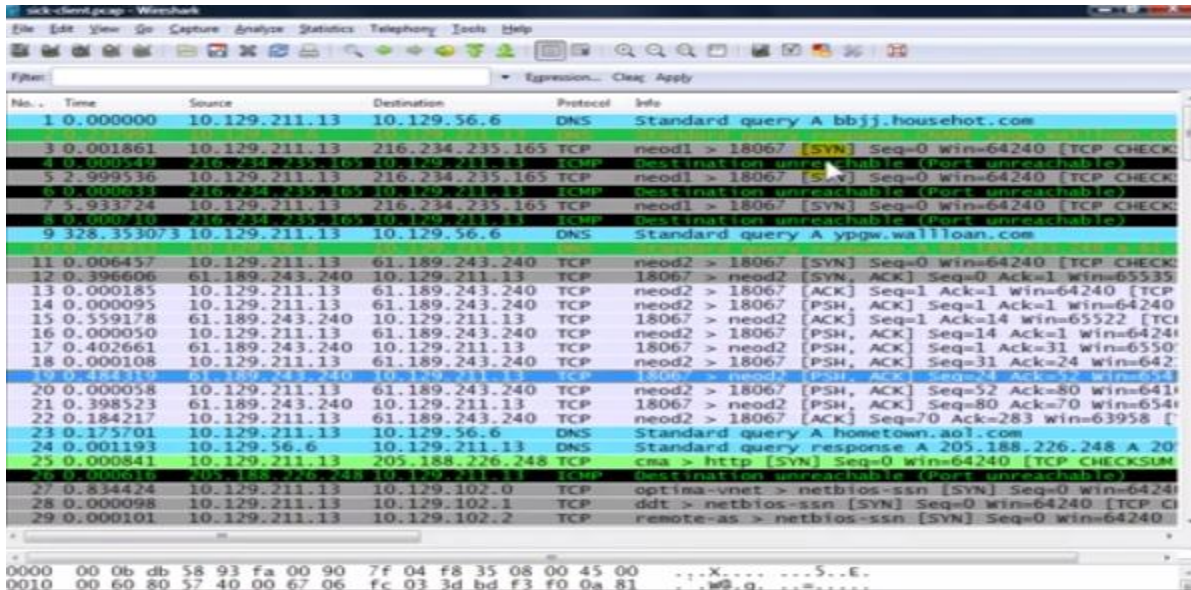 sick-client.pcap - Wireshark
File Edit View Go Capture Analyze Statistics Telephony Tools Help
Filter: Expression... Clear Apply
No. . Time Source Destination Protocol Info
1 0.000000 10.129.211.13 10.129.56.6 DNS Standard query A bbjj.househot.com
3 0.001861 10.129.211.13 216.234.235.165 TCP neod1 > 18067 [SYN] Seq=0 Win=64240 [TCP CHECK
4 0.000549 216.234.235.165 10.129.211.13 ICMP Destination unreachable (Port unreachable)
5 2.999536 10.129.211.13 216.234.235.165 TCP neod1 > 18067 [SYN] Seq=0 Win=64240 [TCP CHECK
6 0.000633 216.234.235.165 10.129.211.13 ICMP Destination unreachable (Port unreachable)
7 5.933724 10.129.211.13 216.234.235.165 TCP neod1 > 18067 [SYN] Seq=0 Win=64240 [TCP CHECK
8 0.000710 216.234.235.165 10.129.211.13 ICMP Destination unreachable (Port unreachable)
9 328.353073 10.129.211.13 10.129.56.6 DNS Standard query A ypgw.wallloan.com
11 0.006457 10.129.211.13 61.189.243.240 TCP neod2 > 18067 [SYN] Seq=0 Win=64240 [TCP CHECK
12 0.396606 61.189.243.240 10.129.211.13 TCP 18067 > neod2 [SYN, ACK] Seq=0 Ack=1 Win=65535
13 0.000185 10.129.211.13 61.189.243.240 TCP neod2 > 18067 [ACK] Seq=1 Ack=1 Win=64240 [TCP
14 0.000095 10.129.211.13 61.189.243.240 TCP neod2 > 18067 [PSH, ACK] Seq=1 Ack=1 Win=64240
15 0.559178 61.189.243.240 10.129.211.13 TCP 18067 > neod2 [ACK] Seq=1 Ack=14 Win=65522 [TC
16 0.000050 10.129.211.13 61.189.243.240 TCP neod2 > 18067 [PSH, ACK] Seq=14 Ack=1 Win=6424
17 0.402661 61.189.243.240 10.129.211.13 TCP 18067 > neod2 [PSH, ACK] Seq=1 Ack=31 Win=6550
18 0.000108 10.129.211.13 61.189.243.240 TCP neod2 > 18067 [PSH, ACK] Seq=31 Ack=24 Win=642
19 0.484319 61.189.243.240 10.129.211.13 TCP 18067 > neod2 [PSH, ACK] Seq=24 Ack=52 Win=654
20 0.000058 10.129.211.13 61.189.243.240 TCP neod2 > 18067 [PSH, ACK] Seq=52 Ack=80 Win=641
21 0.398523 61.189.243.240 10.129.211.13 TCP 18067 > neod2 [PSH, ACK] Seq=80 Ack=70 Win=654
22 0.184217 10.129.211.13 61.189.243.240 TCP neod2 > 18067 [ACK] Seq=70 Ack=283 Win=63958 [
23 0.175701 10.129.211.13 10.129.56.6 DNS Standard query A hometown.aol.com
24 0.001193 10.129.56.6 10.129.211.13 DNS Standard query response A 205.188.226.248 A 20
25 0.000841 10.129.211.13 205.188.226.248 TCP cma > http [SYN] Seq=0 Win=64240 [TCP CHECKSUM
26 0.000616 205.188.226.248 10.129.211.13 ICMP Destination unreachable (Port unreachable)
27 0.834424 10.129.211.13 10.129.102.0 TCP optima-vnet > netbios-ssn [SYN] Seq=0 Win=6424
28 0.000098 10.129.211.13 10.129.102.1 TCP ddt > netbios-ssn [SYN] Seq=0 Win=64240 [TCP C
29 0.000101 10.129.211.13 10.129.102.2 TCP remote-as > netbios-ssn [SYN] Seq=0 Win=64240
0000 00 0b db 58 93 fa 00 90 7f 04 f8 35 08 00 45 00 ...X.... ...5..E.
0010 00 60 80 57 40 00 67 06 fc 03 3d bd f3 f0 0a 81 .`.W@.g. ..=.....